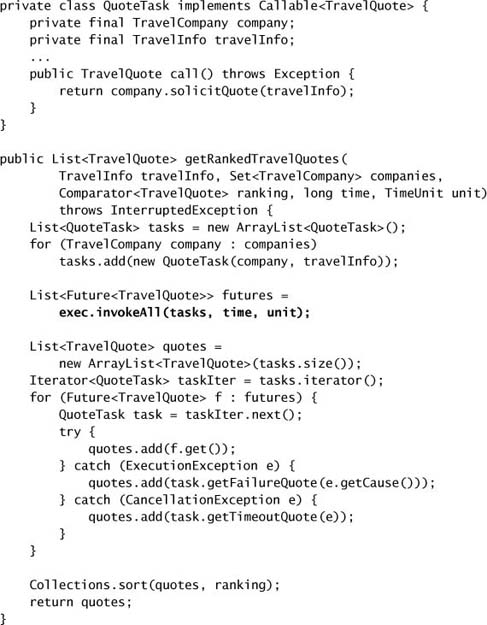 private class QuoteTask implements Callable<TravelQuote> {
    private final TravelCompany company;
    private final TravelInfo travelInfo;
    ...
    public TravelQuote call() throws Exception {
        return company.solicitQuote(travelInfo);
    }
}

public List<TravelQuote> getRankedTravelQuotes(
        TravelInfo travelInfo, Set<TravelCompany> companies,
        Comparator<TravelQuote> ranking, long time, TimeUnit unit)
        throws InterruptedException {
    List<QuoteTask> tasks = new ArrayList<QuoteTask>();
    for (TravelCompany company : companies)
        tasks.add(new QuoteTask(company, travelInfo));

    List<Future<TravelQuote>> futures =
        exec.invokeAll(tasks, time, unit);

    List<TravelQuote> quotes =
        new ArrayList<TravelQuote>(tasks.size());
    Iterator<QuoteTask> taskIter = tasks.iterator();
    for (Future<TravelQuote> f : futures) {
        QuoteTask task = taskIter.next();
        try {
            quotes.add(f.get());
        } catch (ExecutionException e) {
            quotes.add(task.getFailureQuote(e.getCause()));
        } catch (CancellationException e) {
            quotes.add(task.getTimeoutQuote(e));
        }
    }

    Collections.sort(quotes, ranking);
    return quotes;
}